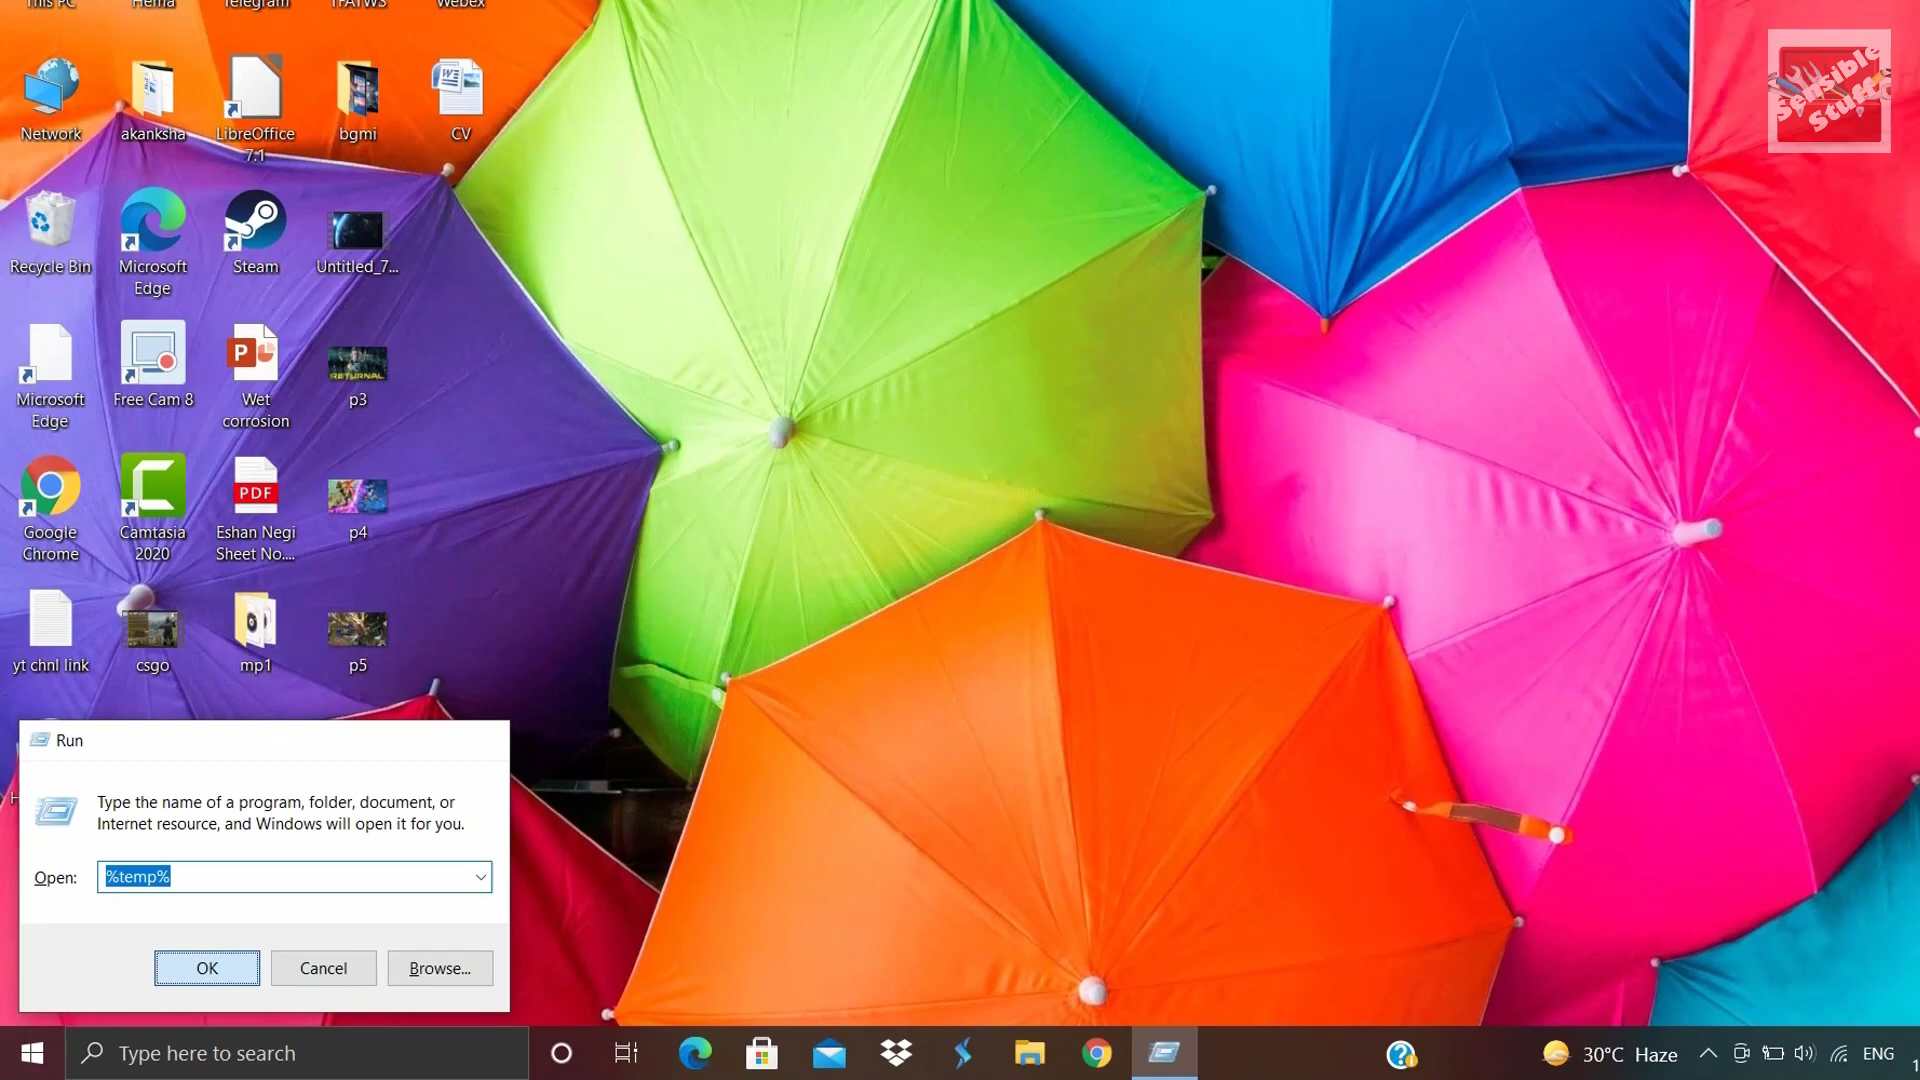 This PC
Hema
Telegram
TFATWS
Webex
Network
akanksha
LibreOffice
7.1
bgmi
CV
Recycle Bin
Microsoft
Edge
Steam
Untitled_7...
Microsoft
Edge
Free Cam 8
Wet
corrosion
RETURNAL
p3
Google
Chrome
Camtasia
2020
PDF
Eshan Negi
Sheet No....
p4
yt chnl link
csgo
mp1
p5
Sensible
Stuff
Run
Type the name of a program, folder, document, or
Internet resource, and Windows will open it for you.
Open:
%temp%
OK
Cancel
Browse...
Type here to search
30°C Haze
ENG